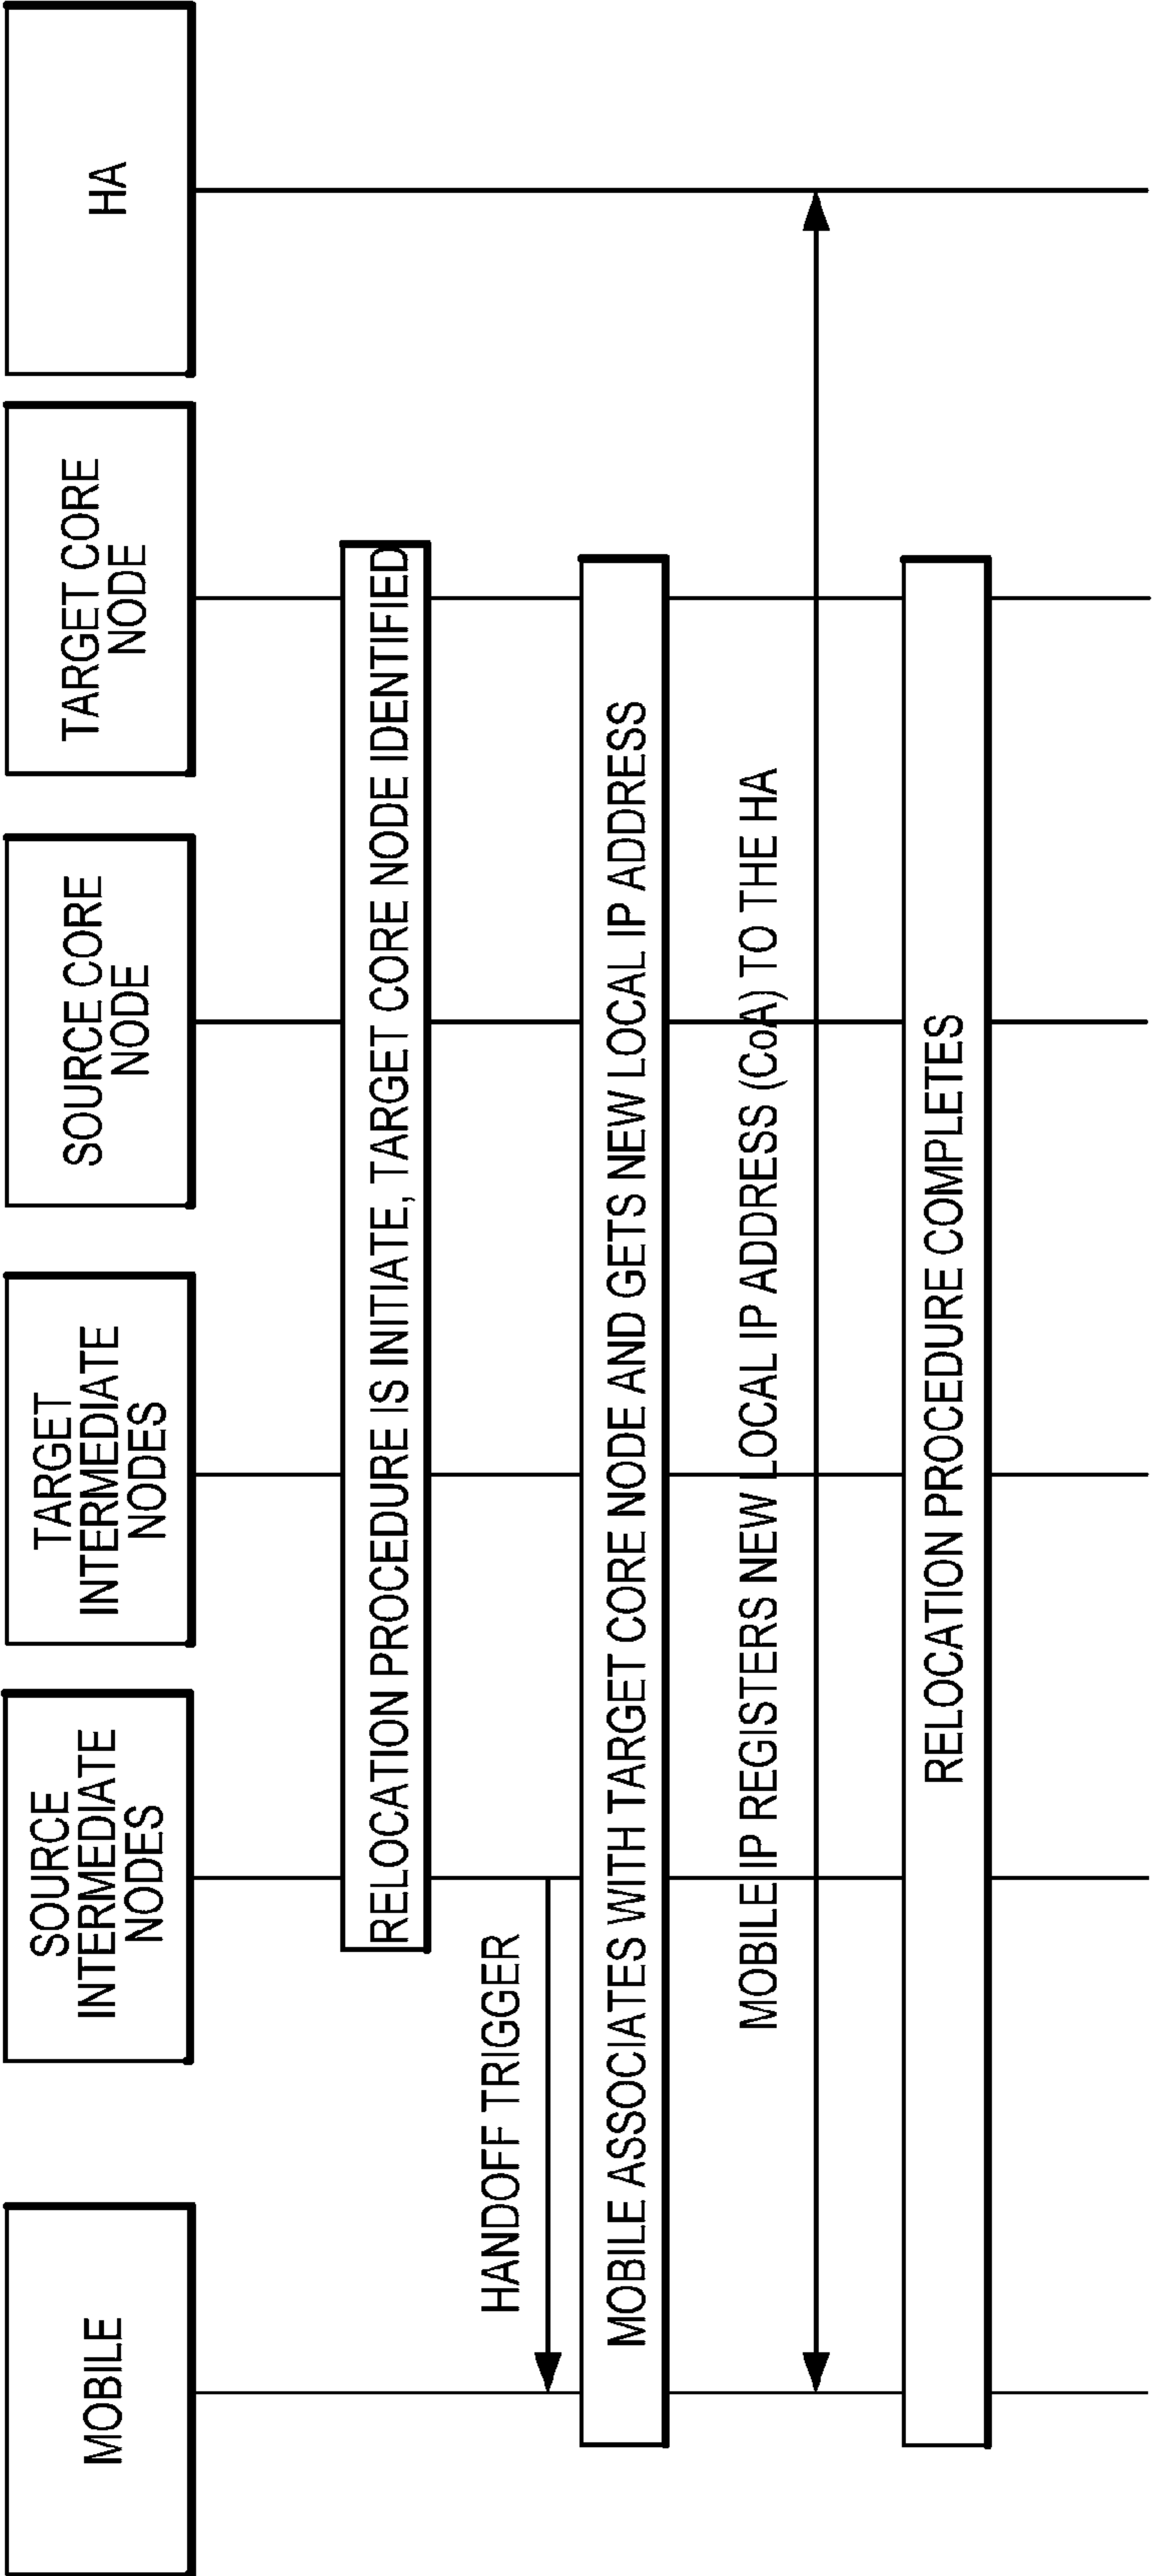 MOBILE
SOURCE
INTERMEDIATE
NODES
TARGET
INTERMEDIATE
NODES
SOURCE CORE
NODE
TARGET CORE
NODE
HA
RELOCATION PROCEDURE IS INITIATE, TARGET CORE NODE IDENTIFIED
HANDOFF TRIGGER
MOBILE ASSOCIATES WITH TARGET CORE NODE AND GETS NEW LOCAL IP ADDRESS
MOBILE IP REGISTERS NEW LOCAL IP ADDRESS (CoA) TO THE HA
RELOCATION PROCEDURE COMPLETES